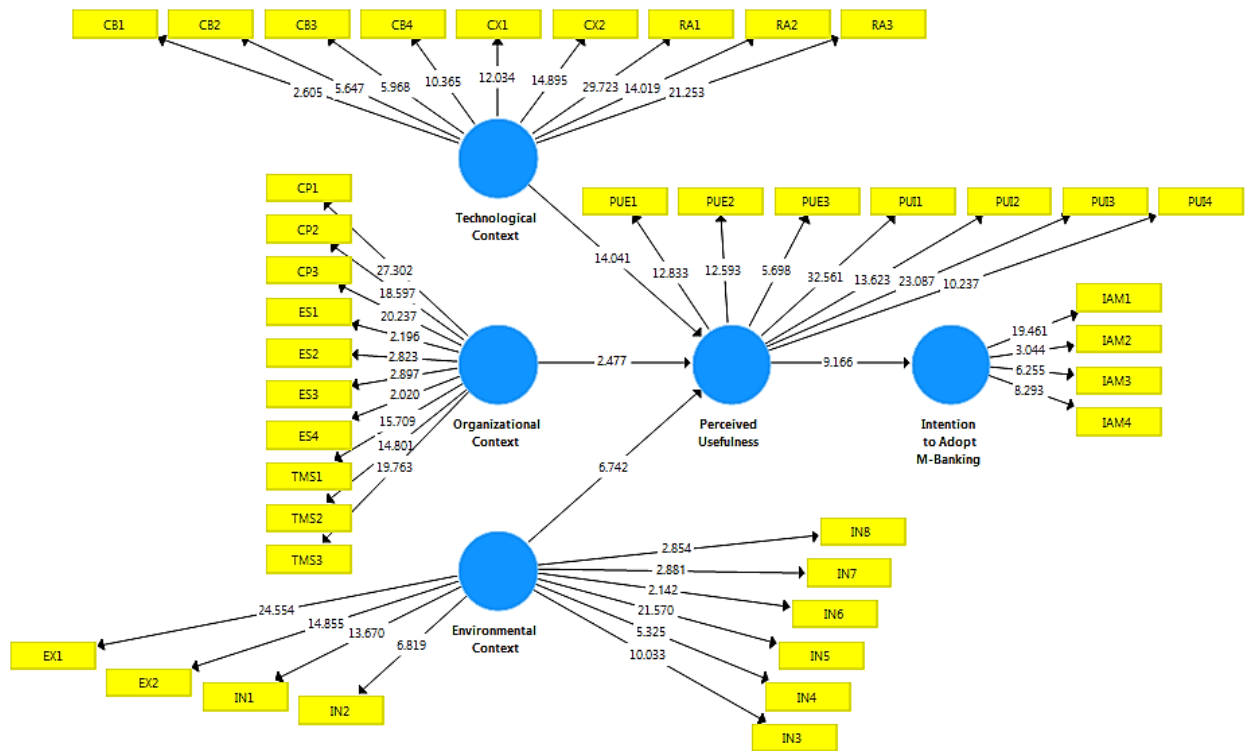 CB1
CB2
CB3
CB4
CX1
CX2
RA1
RA2
RA3
2.605
5.647
5.968
10.365
12.034
14.895
29.723
14.019
21.253
Technological
Context
14.041
CP1
CP2
CP3
ES1
ES2
ES3
ES4
TMS1
TMS2
TMS3
27.302
18.597
20.237
2.196
2.823
2.897
2.020
15.709
14.801
19.763
Organizational
Context
2.477
PUE1
PUE2
PUE3
PUI1
PUI2
PUI3
PUI4
12.833
12.593
5.698
32.561
13.623
23.087
10.237
Perceived
Usefulness
9.166
IAM1
IAM2
IAM3
IAM4
19.461
3.044
6.255
8.293
Intention
to Adopt
M-Banking
6.742
Environmental
Context
24.554
14.855
13.670
6.819
EX1
EX2
IN1
IN2
2.854
2.881
2.142
21.570
5.325
10.033
IN8
IN7
IN6
IN5
IN4
IN3